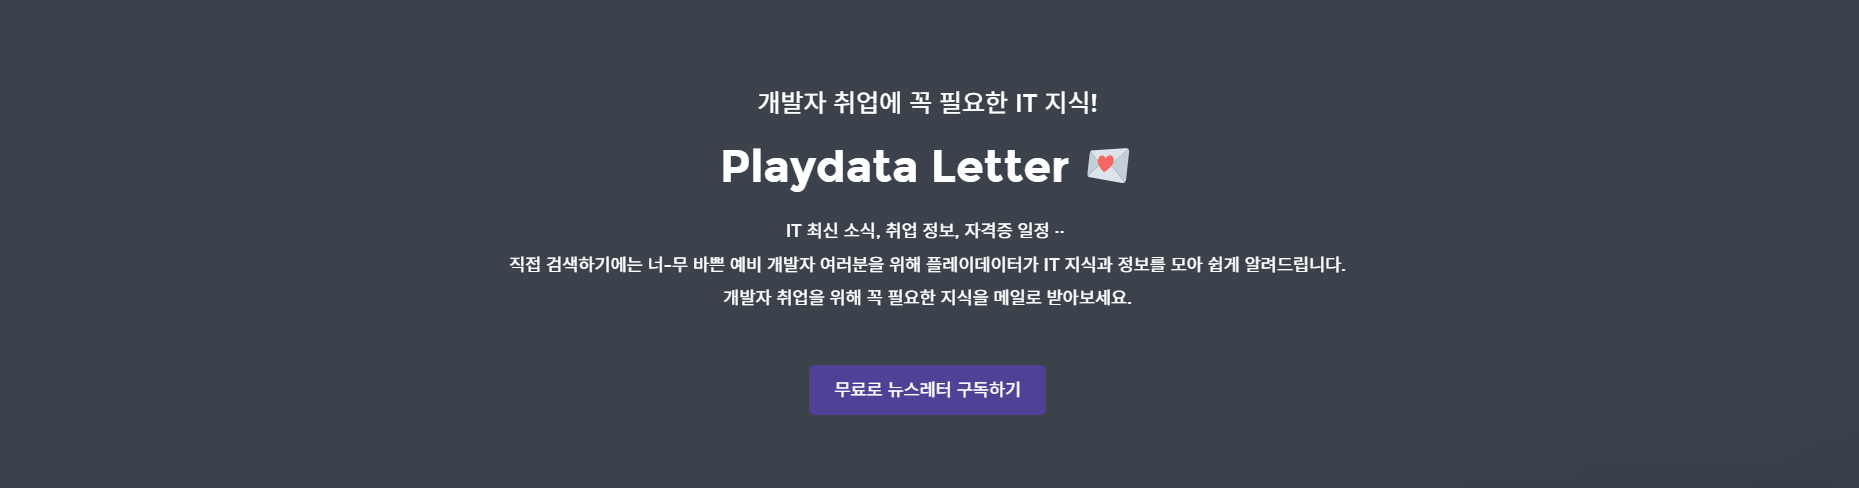 개발자 취업에 꼭 필요한 IT 지식!
Playdata Letter 💌
IT 최신 소식, 취업 정보, 자격증 일정 ··
직접 검색하기에는 너-무 바쁜 예비 개발자 여러분을 위해 플레이데이터가 IT 지식과 정보를 모아 쉽게 알려드립니다.
개발자 취업을 위해 꼭 필요한 지식을 메일로 받아보세요.
무료로 뉴스레터 구독하기